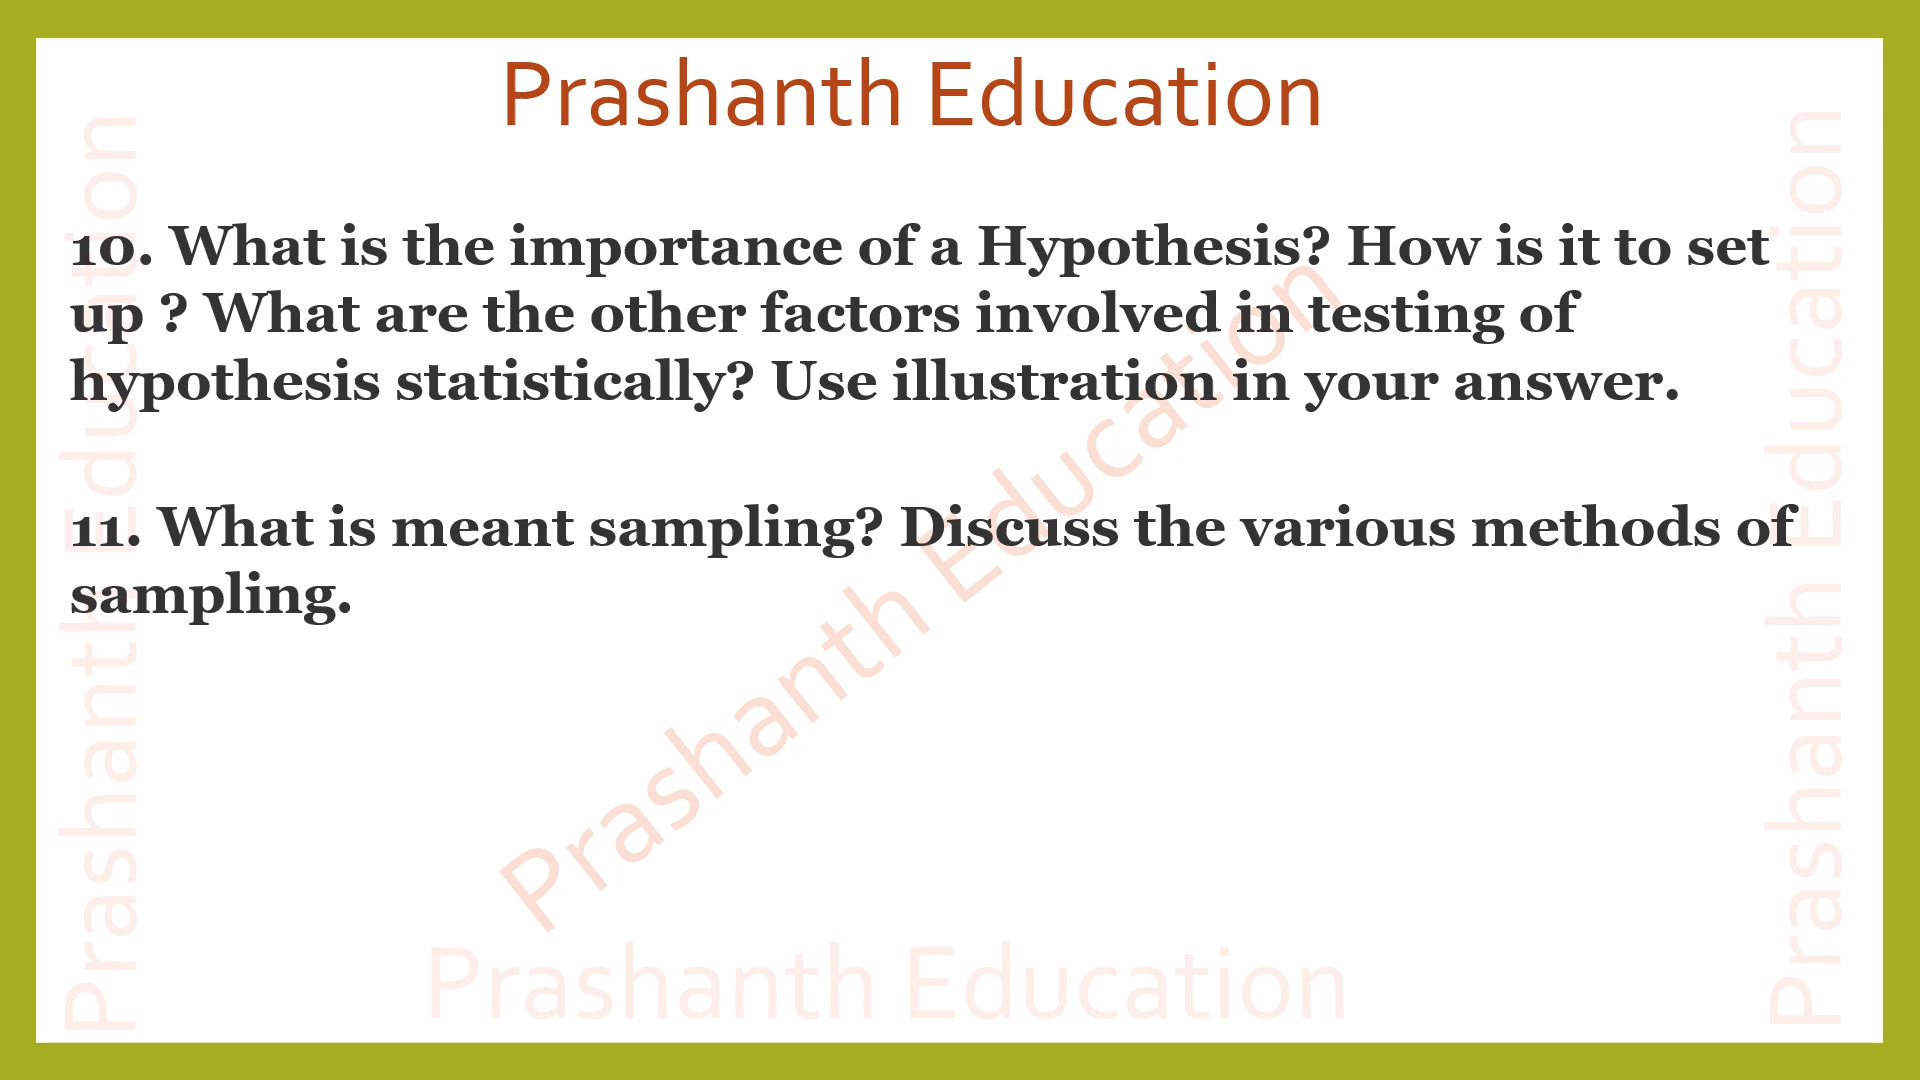 Prashanth Education
10. What is the importance of a Hypothesis? How is it to set
up ? What are the other factors involved in testing of
hypothesis statistically? Use illustration in your answer.
11. What is meant sampling? Discuss the various methods of
sampling.
Prashanth Education
Prashanth Education
Prashanth Education
Prashanth Education